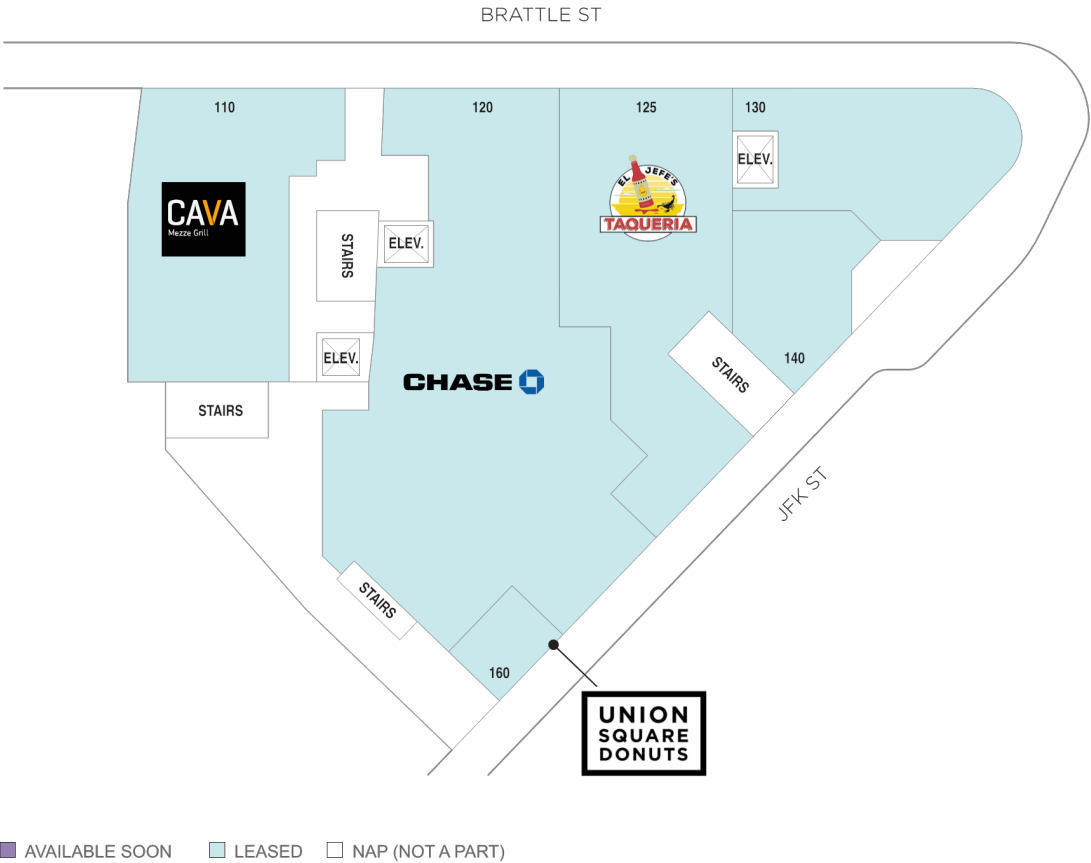 BRATTLE ST
110
120
125
130
ELEV.
CAVA
Mezze Grill
EL JEFE'S
TAQUERIA
STAIRS
ELEV.
ELEV.
140
STAIRS
CHASE
STAIRS
JFK ST
STAIRS
160
UNION
SQUARE
DONUTS
AVAILABLE SOON
LEASED
NAP (NOT A PART)